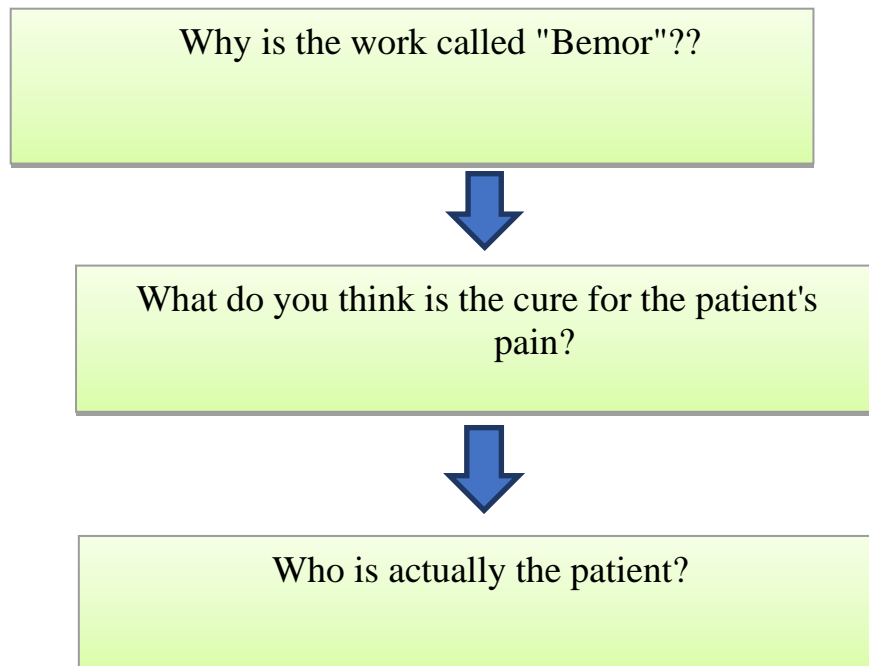 Why is the work called "Bemor"??
What do you think is the cure for the patient's
pain?
Who is actually the patient?